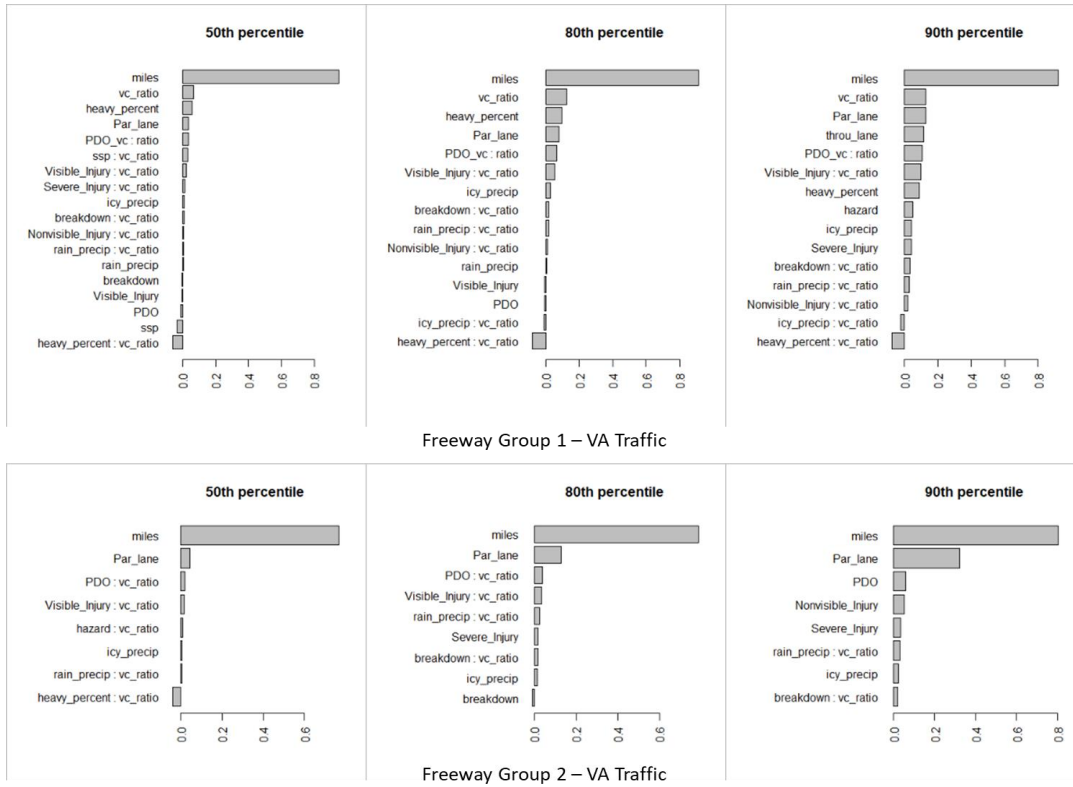 50th percentile
miles
vc_ratio
heavy_percent
Par_lane
PDO_vc : ratio
ssp : vc_ratio
Visible_Injury : vc_ratio
Severe_Injury : vc_ratio
icy_precip
breakdown : vc_ratio
Nonvisible_Injury : vc_ratio
rain_precip : vc_ratio
rain_precip
breakdown
Visible_Injury
PDO
ssp
heavy_percent : vc_ratio
0.0 0.2 0.4 0.6 0.8
80th percentile
miles
vc_ratio
heavy_percent
Par_lane
PDO_vc : ratio
Visible_Injury : vc_ratio
icy_precip
breakdown : vc_ratio
rain_precip : vc_ratio
Nonvisible_Injury : vc_ratio
rain_precip
Visible_Injury
PDO
icy_precip : vc_ratio
heavy_percent : vc_ratio
0.0 0.2 0.4 0.6 0.8
90th percentile
miles
vc_ratio
Par_lane
throu_lane
PDO_vc : ratio
Visible_Injury : vc_ratio
heavy_percent
hazard
icy_precip
Severe_Injury
breakdown : vc_ratio
rain_precip : vc_ratio
Nonvisible_Injury : vc_ratio
icy_precip : vc_ratio
heavy_percent : vc_ratio
0.0 0.2 0.4 0.6 0.8
Freeway Group 1 – VA Traffic
50th percentile
miles
Par_lane
PDO : vc_ratio
Visible_Injury : vc_ratio
hazard : vc_ratio
icy_precip
rain_precip : vc_ratio
heavy_percent : vc_ratio
0.0 0.2 0.4 0.6
80th percentile
miles
Par_lane
PDO : vc_ratio
Visible_Injury : vc_ratio
rain_precip : vc_ratio
Severe_Injury
breakdown : vc_ratio
icy_precip
breakdown
0.0 0.2 0.4 0.6
90th percentile
miles
Par_lane
PDO
Nonvisible_Injury
Severe_Injury
rain_precip : vc_ratio
icy_precip
breakdown : vc_ratio
0.0 0.2 0.4 0.6 0.8
Freeway Group 2 – VA Traffic